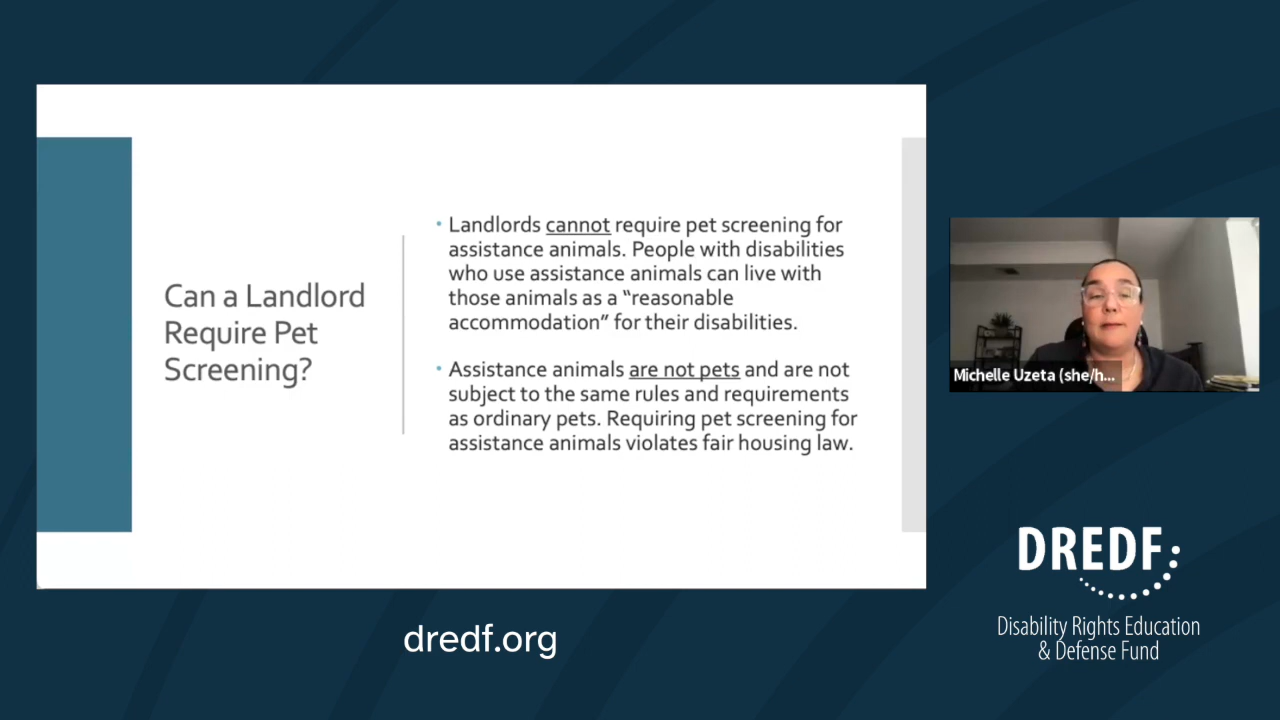 Can a Landlord
Require Pet
Screening?
• Landlords cannot require pet screening for
assistance animals. People with disabilities
who use assistance animals can live with
those animals as a “reasonable
accommodation” for their disabilities.
• Assistance animals are not pets and are not
subject to the same rules and requirements
as ordinary pets. Requiring pet screening for
assistance animals violates fair housing law.
Michelle Uzeta (she/h...
DREDF
Disability Rights Education
& Defense Fund
dredf.org